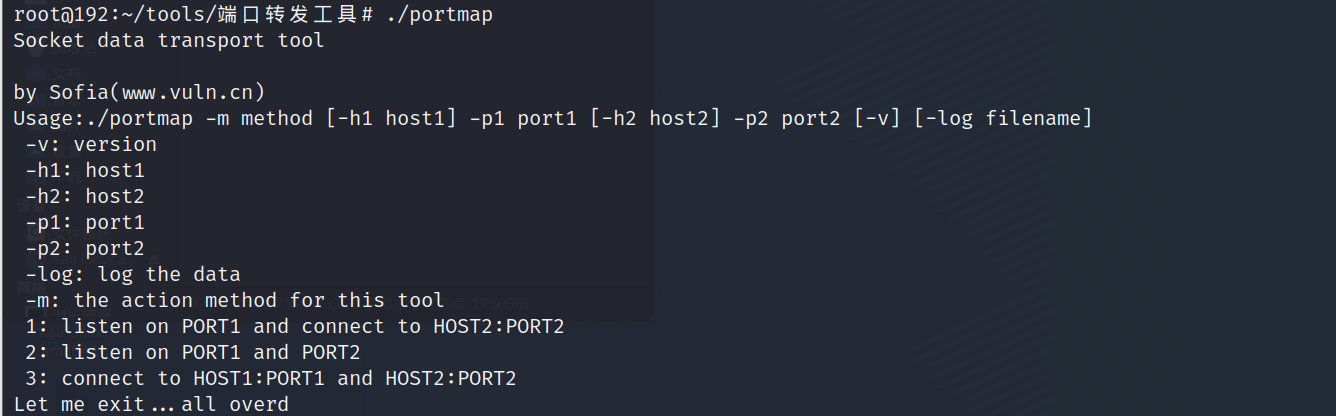 root@192:~/tools/端口转发工具# ./portmap
Socket data transport tool
by Sofia(www.vuln.cn)
Usage:./portmap -m method [-h1 host1] -p1 port1 [-h2 host2] -p2 port2 [-v] [-log filename]
-v: version
-h1: host1
-h2: host2
-p1: port1
-p2: port2
-log: log the data
-m: the action method for this tool
1: listen on PORT1 and connect to HOST2:PORT2
2: listen on PORT1 and PORT2
3: connect to HOST1:PORT1 and HOST2:PORT2
Let me exit...all overd